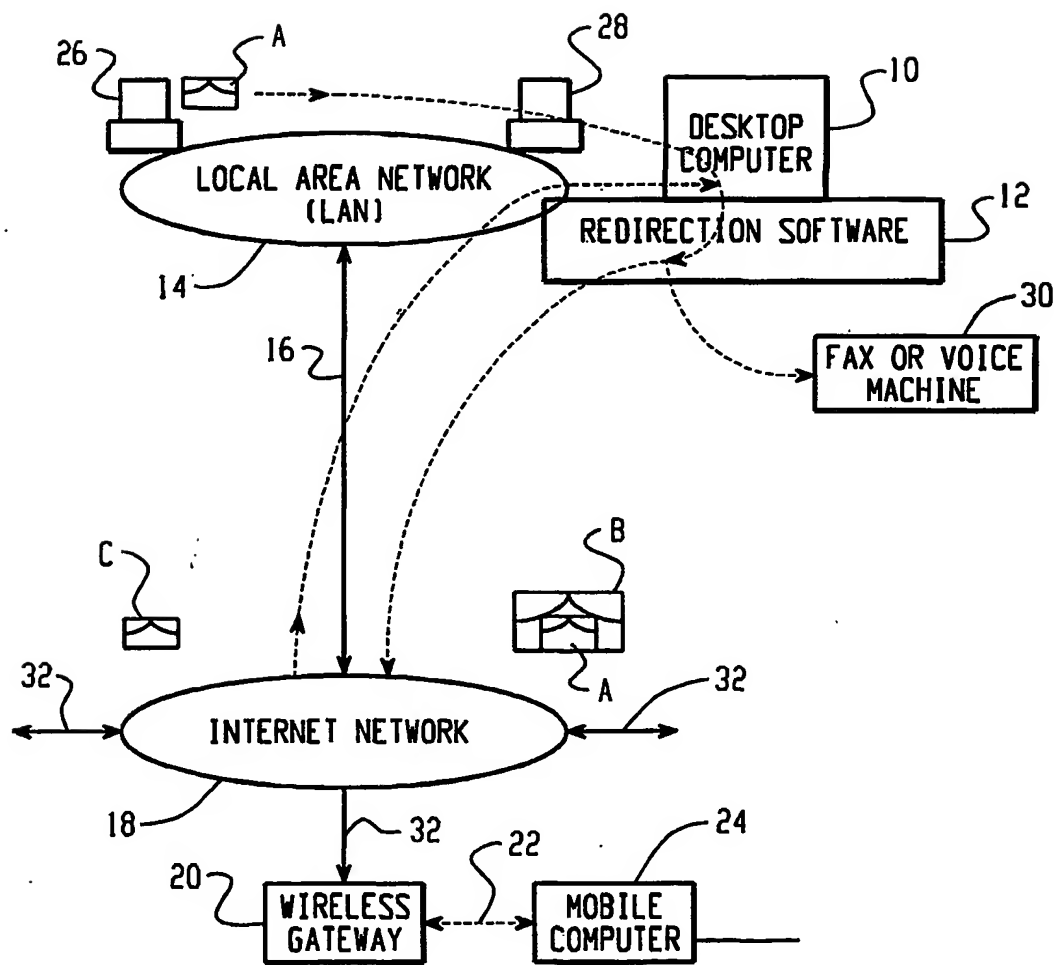 26
A
28
10
DESKTOP
COMPUTER
LOCAL AREA NETWORK
(LAN)
12
REDIRECTION SOFTWARE
14
30
16
FAX OR VOICE
MACHINE
B
C
A
32
32
INTERNET NETWORK
18
32
22
24
20
WIRELESS
GATEWAY
MOBILE
COMPUTER